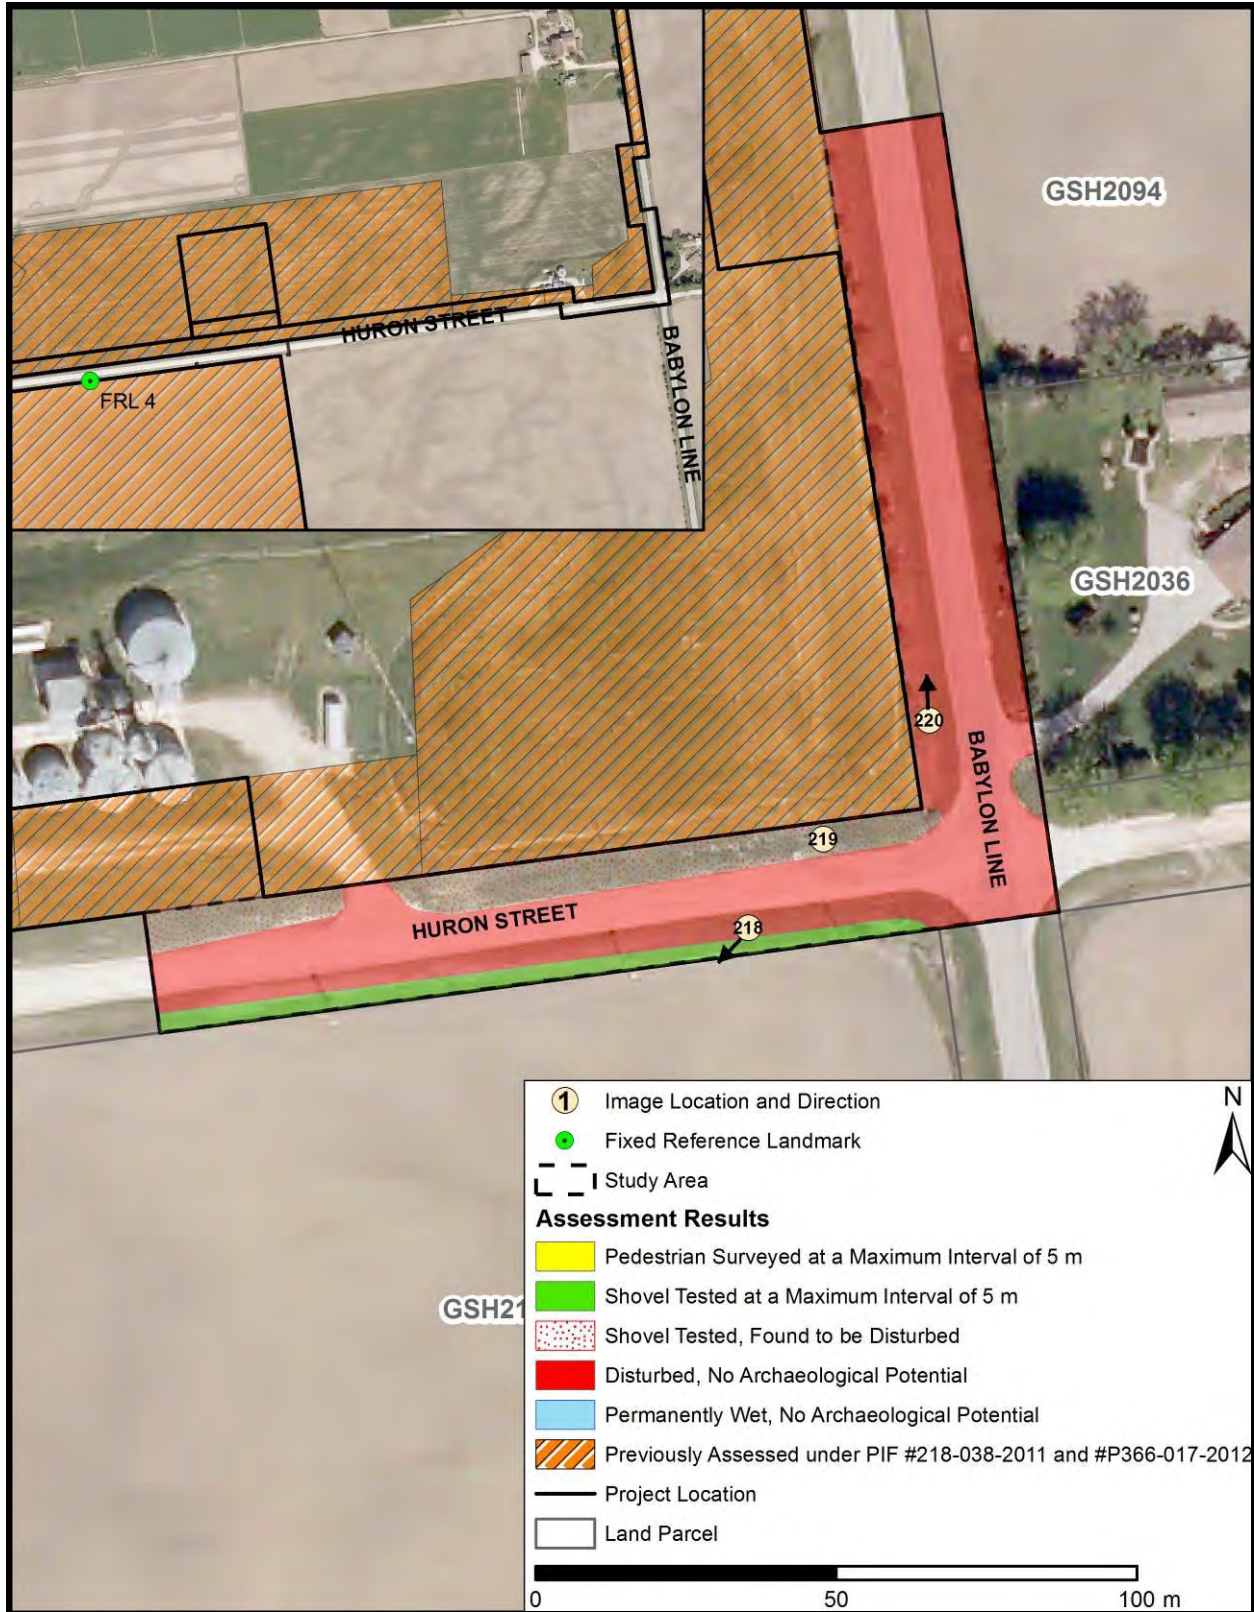 GSH2094
HURON STREET
BABYLON LINE
FRL 4
GSH2036
220
BABYLON LINE
219
218
HURON STREET
1 Image Location and Direction
N
Fixed Reference Landmark
Study Area
Assessment Results
Pedestrian Surveyed at a Maximum Interval of 5 m
Shovel Tested at a Maximum Interval of 5 m
GSH21
Shovel Tested, Found to be Disturbed
Disturbed, No Archaeological Potential
Permanently Wet, No Archaeological Potential
Previously Assessed under PIF #218-038-2011 and #P366-017-2012
Project Location
Land Parcel
0 50 100 m